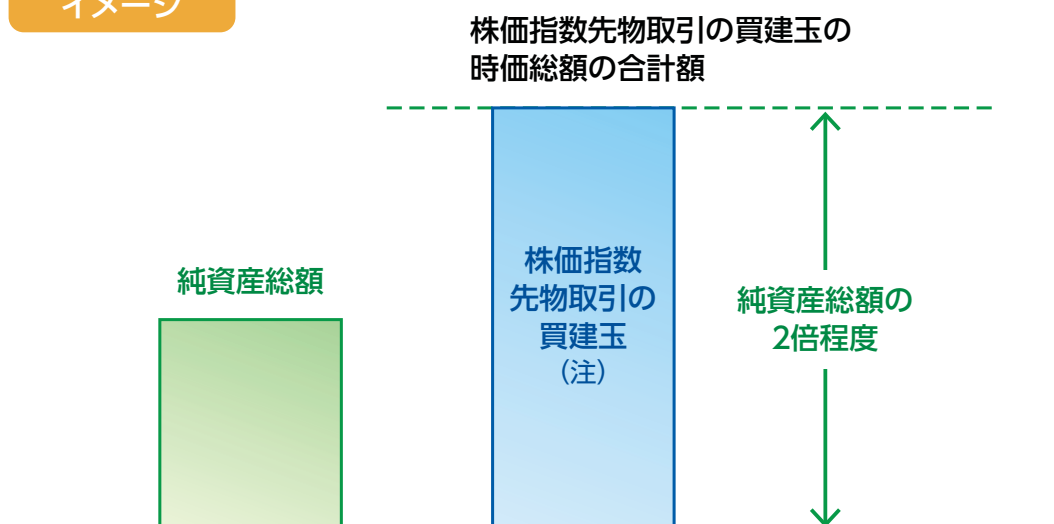 イメージ
株価指数先物取引の買建玉の
時価総額の合計額
株価指数
先物取引の
買建玉
（注）
純資産総額
純資産総額の
2倍程度